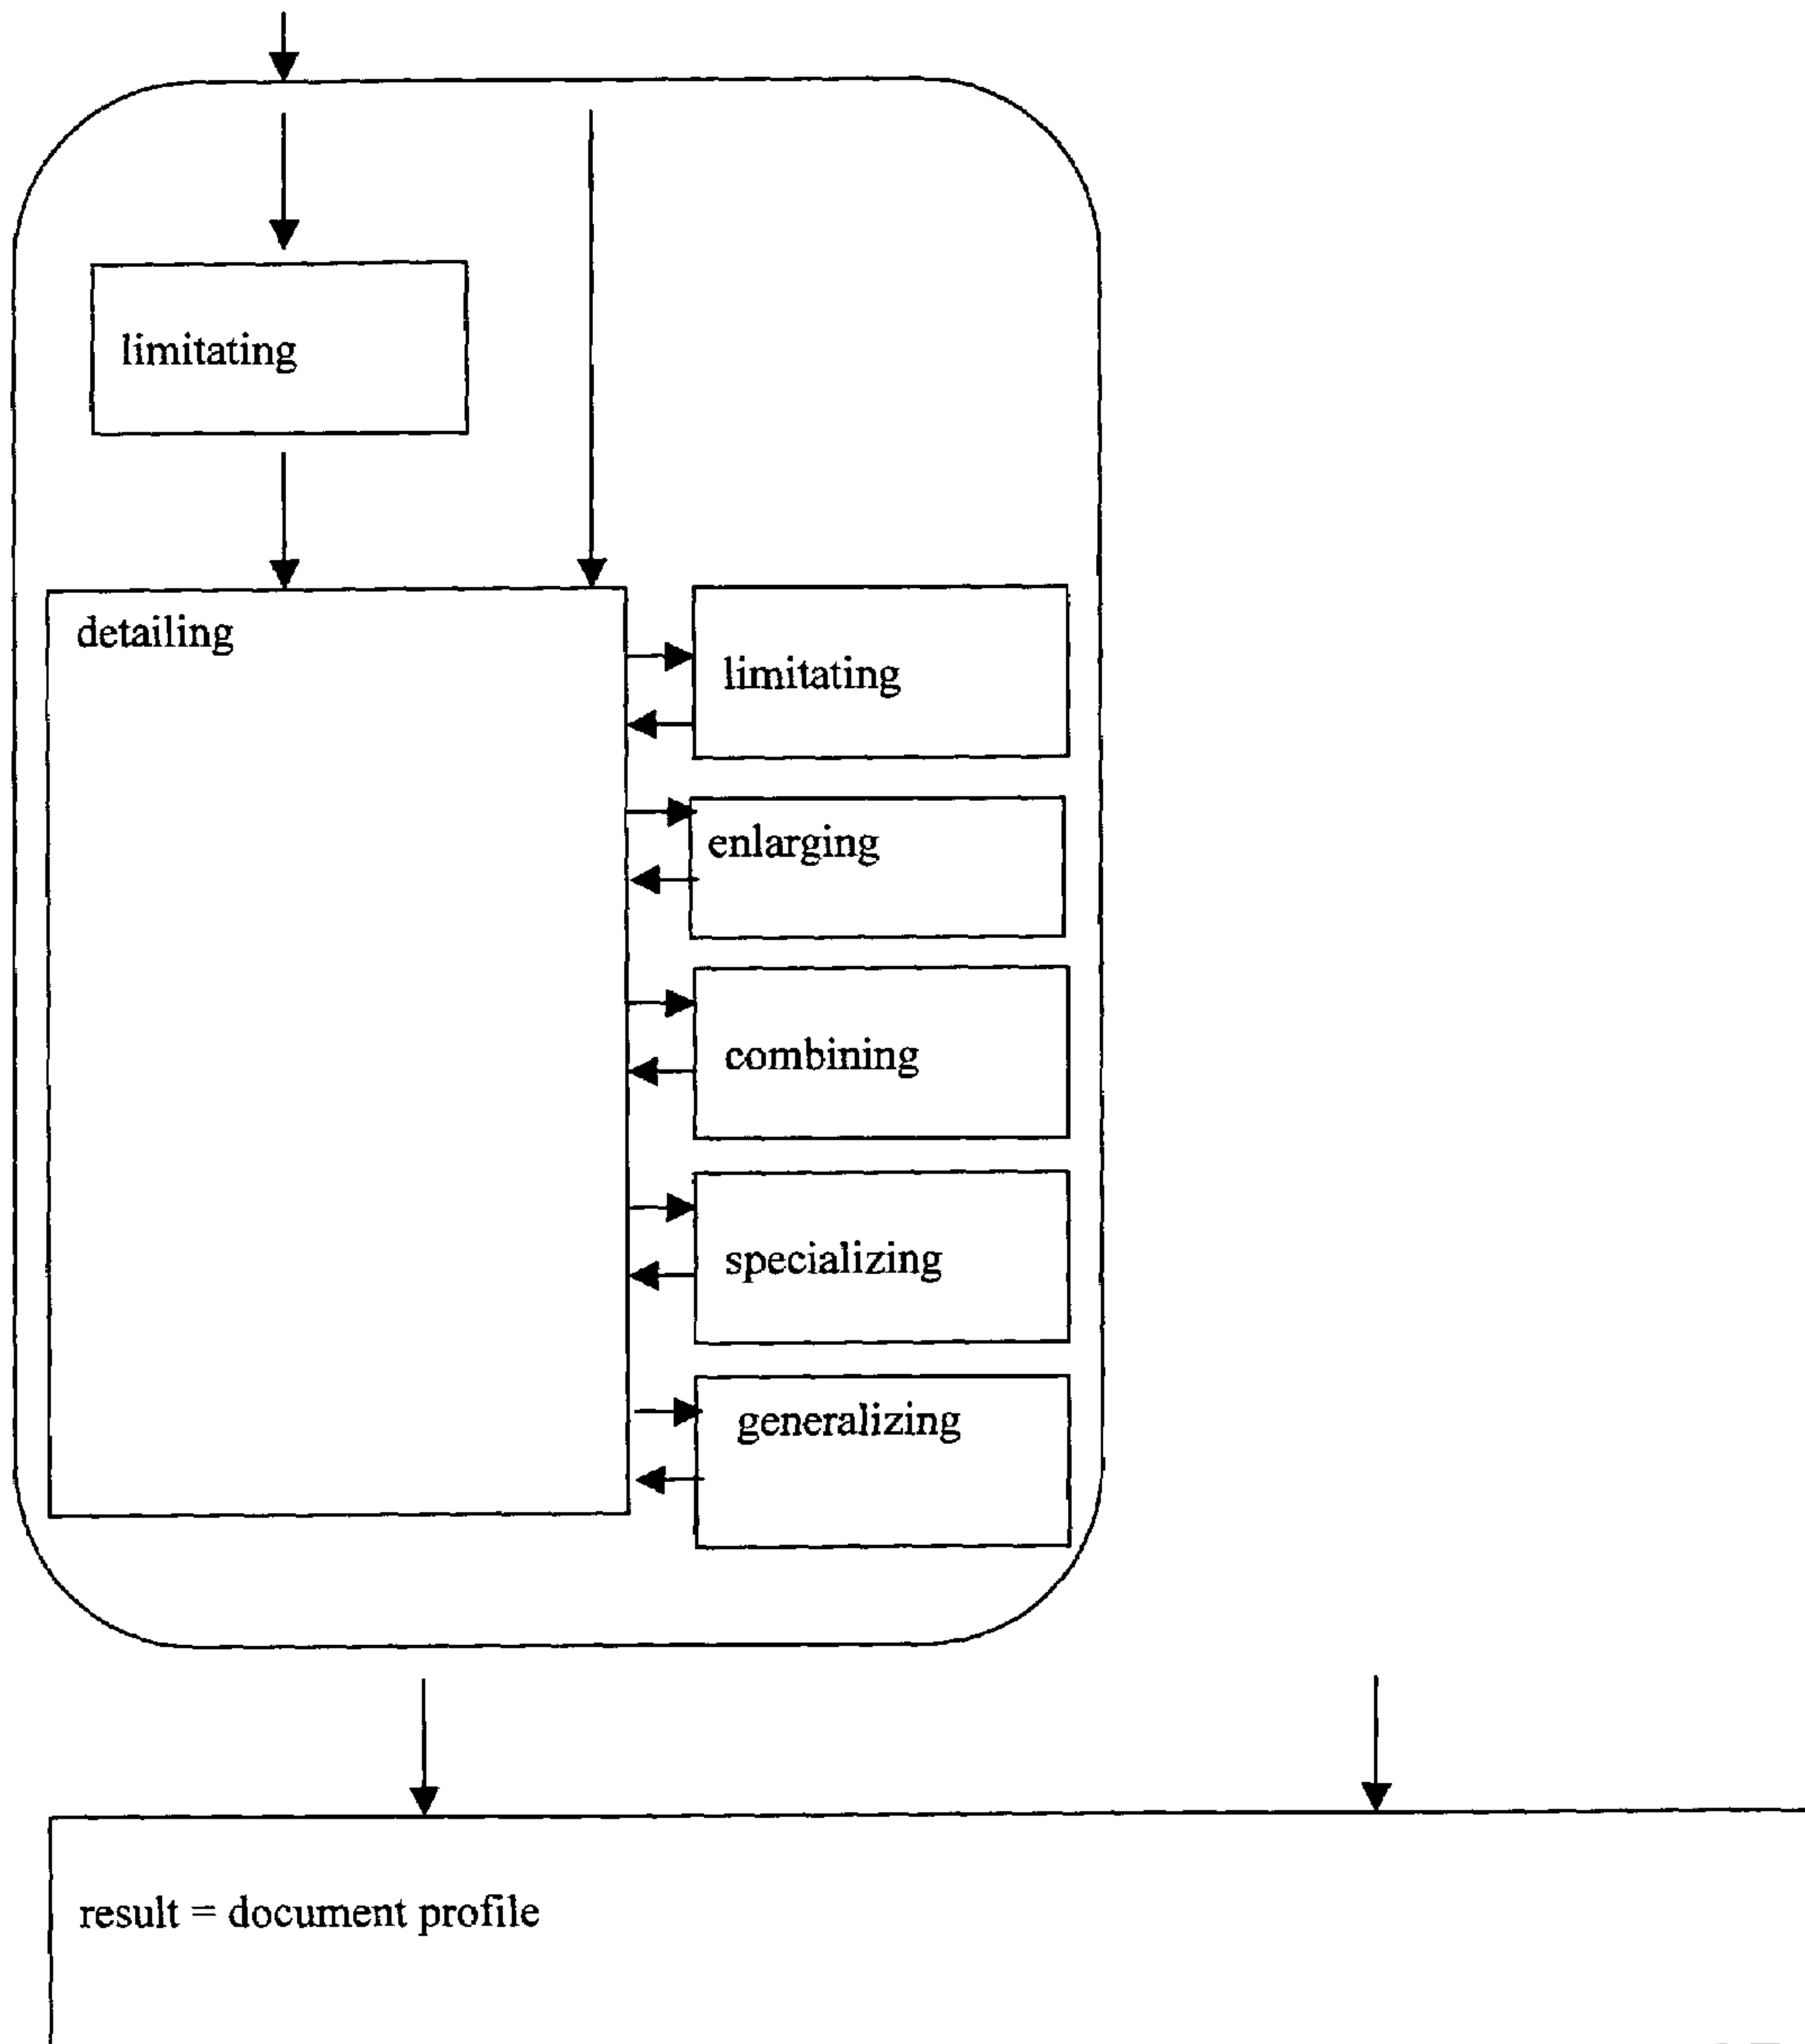 limitating
detailing
limitating
enlarging
combining
specializing
generalizing
result = document profile